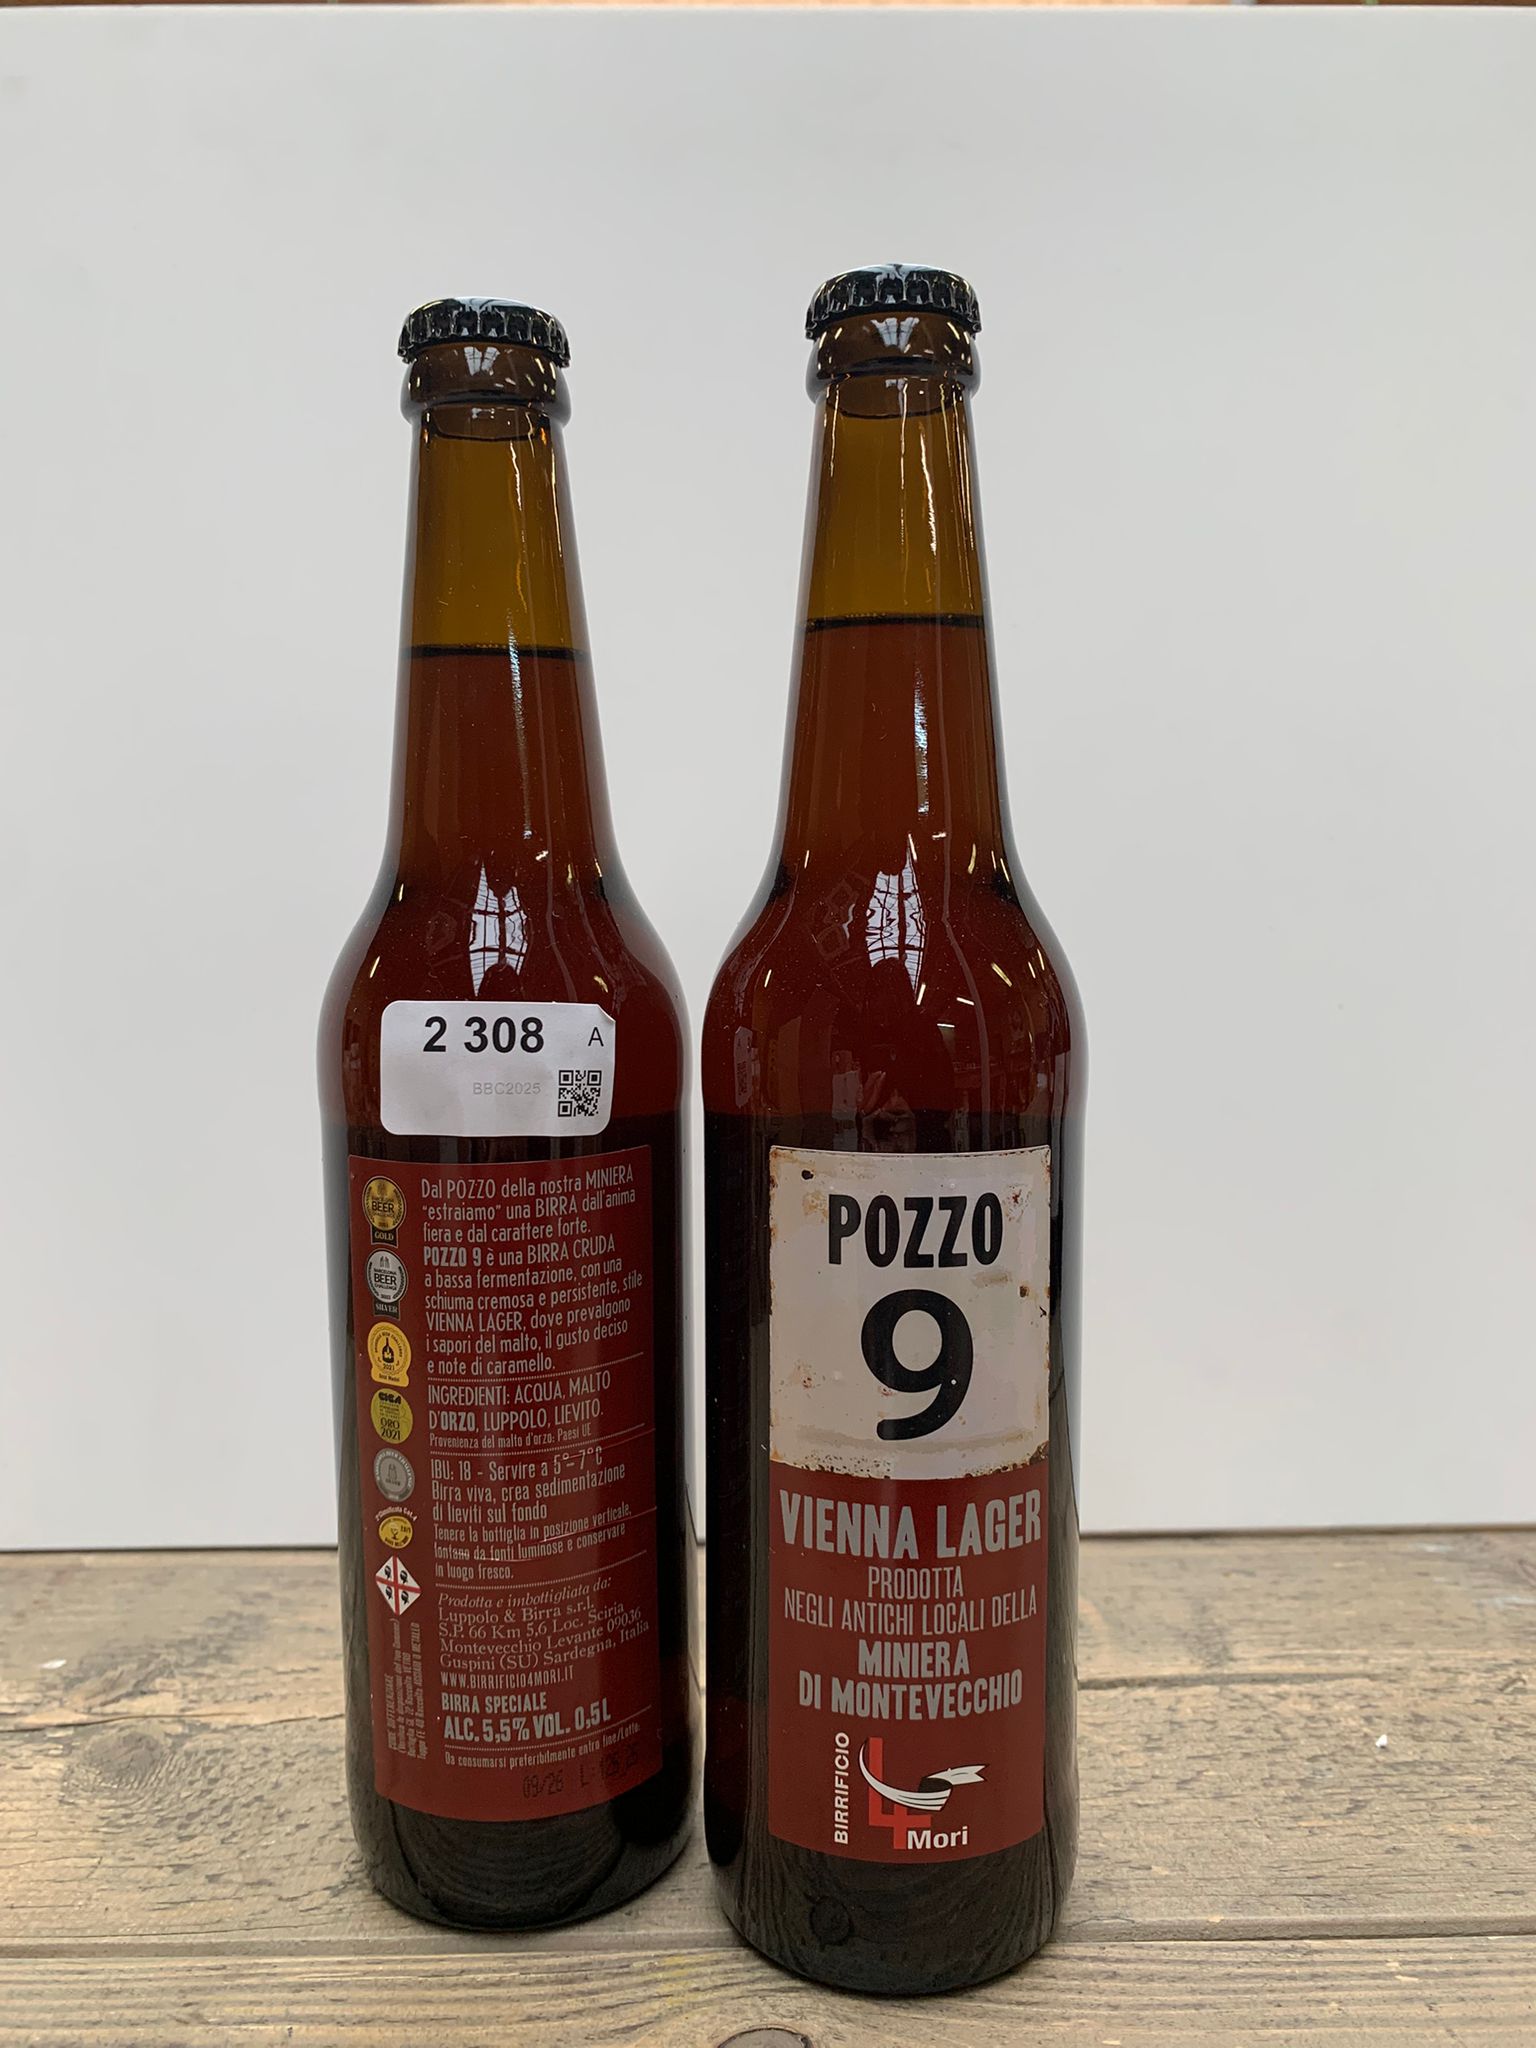 2 308 A
BBC2025
BARCELONA
BEER
CHALLENGE
GOLD
BARCELONA
BEER
CHALLENGE
SILVER
2021
ORO
2021
Dal POZZO della nostra MINIERA
"estraiamo" una BIRRA dall'anima
fiera e dal carattere forte.
POZZO 9 è una BIRRA CRUDA
a bassa fermentazione, con una
schiuma cremosa e persistente, stile
VIENNA LAGER, dove prevalgono
i sapori del malto, il gusto deciso
e note di caramello.
INGREDIENTI: ACQUA, MALTO
D'ORZO, LUPPOLO, LIEVITO.
Provenienza del malto d'orzo: Paesi UE
IBU: 18 - Servire a 5°-7°C
Birra viva, crea sedimentazione
di lieviti sul fondo
Tenere la bottiglia in posizione verticale,
lontano da fonti luminose e conservare
in luogo fresco.
Prodotta e imbottigliata da:
Luppolo & Birra s.r.l.
S.P. 66 Km 5,6 Loc. Sciria
Montevecchio Levante 09036
Guspini (SU) Sardegna, Italia
WWW.BIRRIFICIO4MORI.IT
BIRRA SPECIALE
ALC. 5,5% VOL. 0,5L
Da consumarsi preferibilmente entro fine/Lotto:
09/26 L:
POZZO
9
VIENNA LAGER
PRODOTTA
NEGLI ANTICHI LOCALI DELLA
MINIERA
DI MONTEVECCHIO
BIRRIFICIO
4 Mori